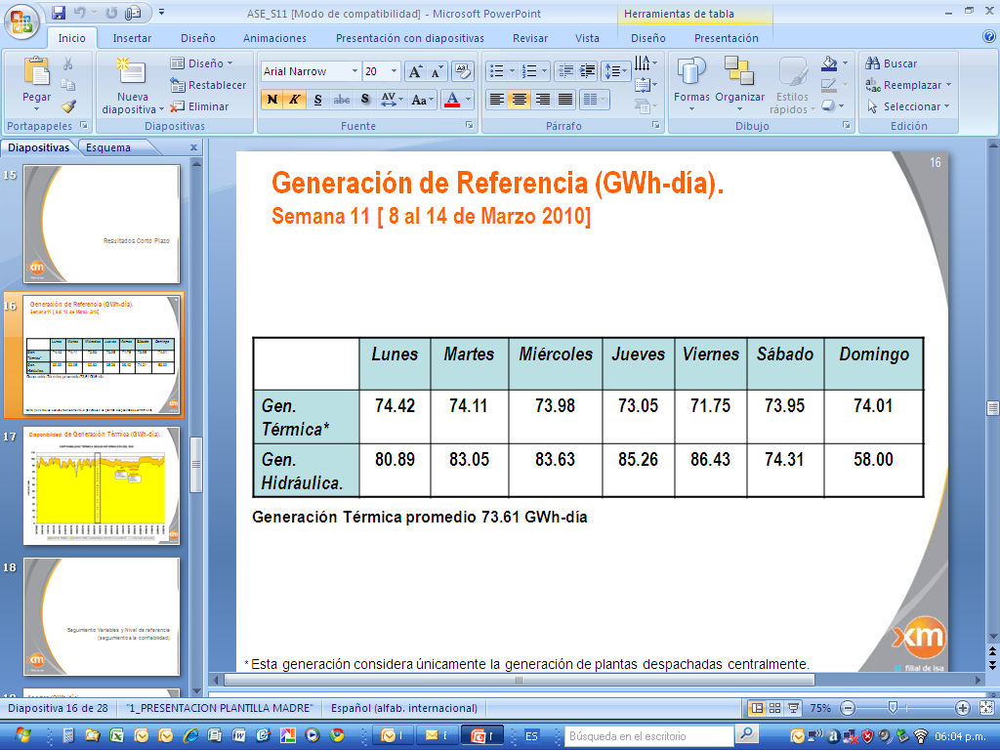 ASE_S11 [Modo de compatibilidad] - Microsoft PowerPoint
Herramientas de tabla
Inicio Insertar Diseño Animaciones Presentación con diapositivas Revisar Vista Diseño Presentación
Pegar
Nueva diapositiva
Diseño
Restablecer
Eliminar
Arial Narrow 20
N K S abc S AV Aa A
Formas Organizar Estilos rápidos
Buscar
Reemplazar
Seleccionar
Portapapeles Diapositivas Fuente Párrafo Dibujo Edición
Diapositivas Esquema
15
Resultados Corto Plazo
xm
16
Generación de Referencia (GWh-día).
Semana 11 [ 8 al 14 de Marzo 2010]
17
Disponibilidad de Generación Térmica (GWh-día).
18
Seguimiento Variables y Nivel de referencia
(seguimiento a la confiabilidad)
xm
16
Generación de Referencia (GWh-día).
Semana 11 [ 8 al 14 de Marzo 2010]
Lunes Martes Miércoles Jueves Viernes Sábado Domingo
Gen. Térmica* 74.42 74.11 73.98 73.05 71.75 73.95 74.01
Gen. Hidráulica. 80.89 83.05 83.63 85.26 86.43 74.31 58.00
Generación Térmica promedio 73.61 GWh-día
* Esta generación considera únicamente la generación de plantas despachadas centralmente.
xm
filial de isa
Diapositiva 16 de 28 "1_PRESENTACION PLANTILLA MADRE" Español (alfab. internacional) 75%
ES Búsqueda en el escritorio 06:04 p.m.